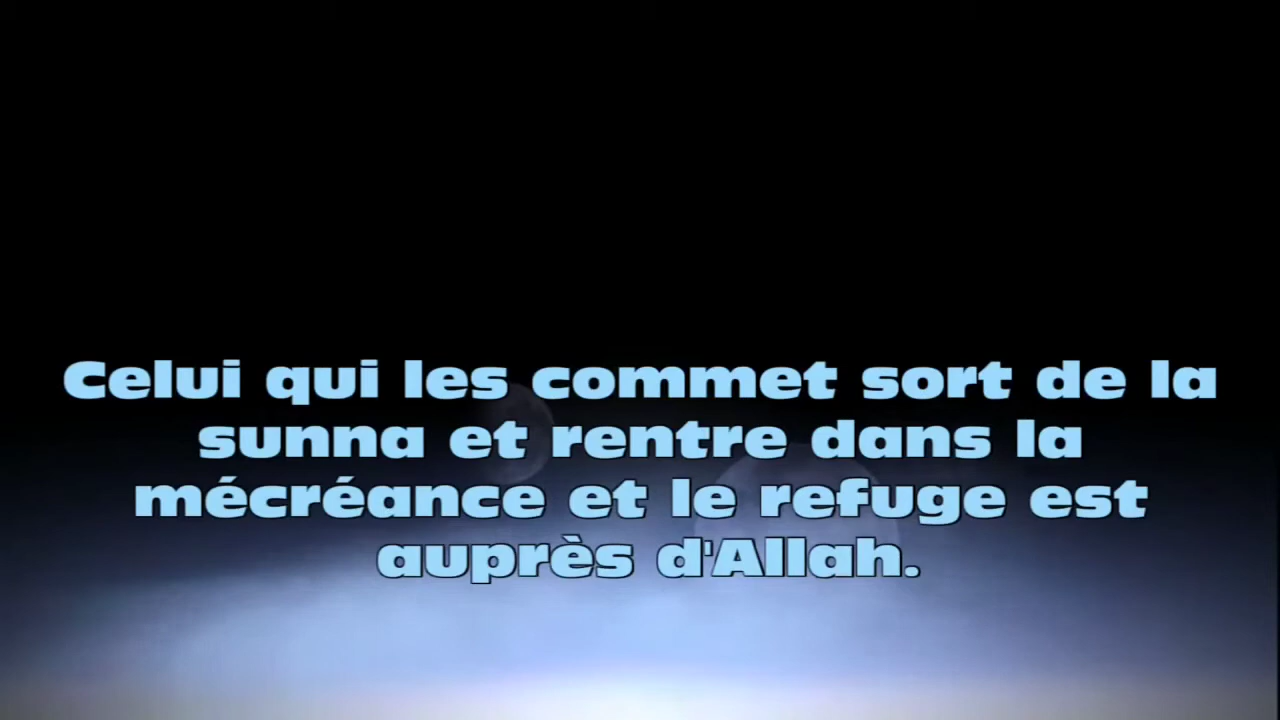 Celui qui les commet sort de la
sunna et rentre dans la
mécréance et le refuge est
auprès d'Allah.